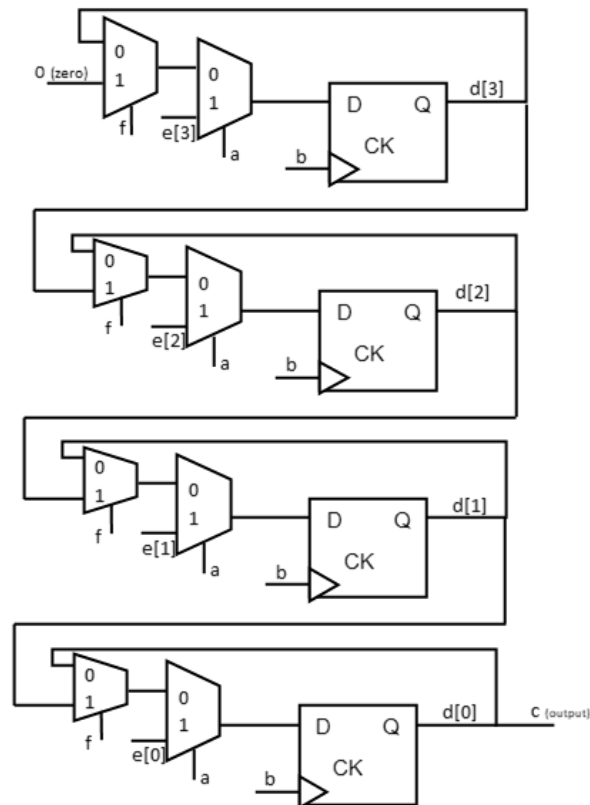 0
0 (zero)
1
0
1
f
e[3]
a
D
Q
d[3]
CK
b
0
1
0
1
f
e[2]
a
D
Q
d[2]
CK
b
0
1
0
1
f
e[1]
a
D
Q
d[1]
CK
b
0
1
0
1
f
e[0]
a
D
Q
d[0]
c (output)
CK
b